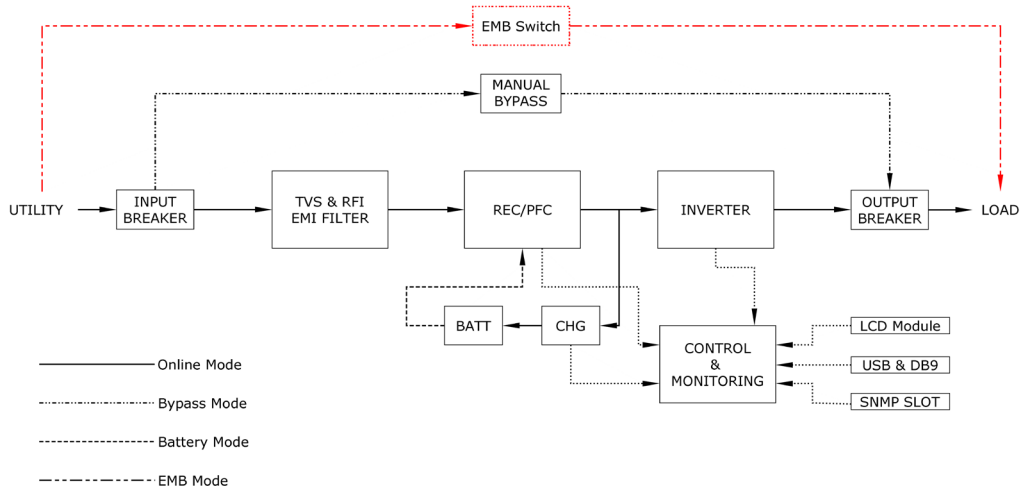 EMB Switch
MANUAL
BYPASS
UTILITY
INPUT
BREAKER
TVS & RFI
EMI FILTER
REC/PFC
INVERTER
OUTPUT
BREAKER
LOAD
BATT
CHG
CONTROL
&
MONITORING
LCD Module
USB & DB9
SNMP SLOT
Online Mode
Bypass Mode
Battery Mode
EMB Mode